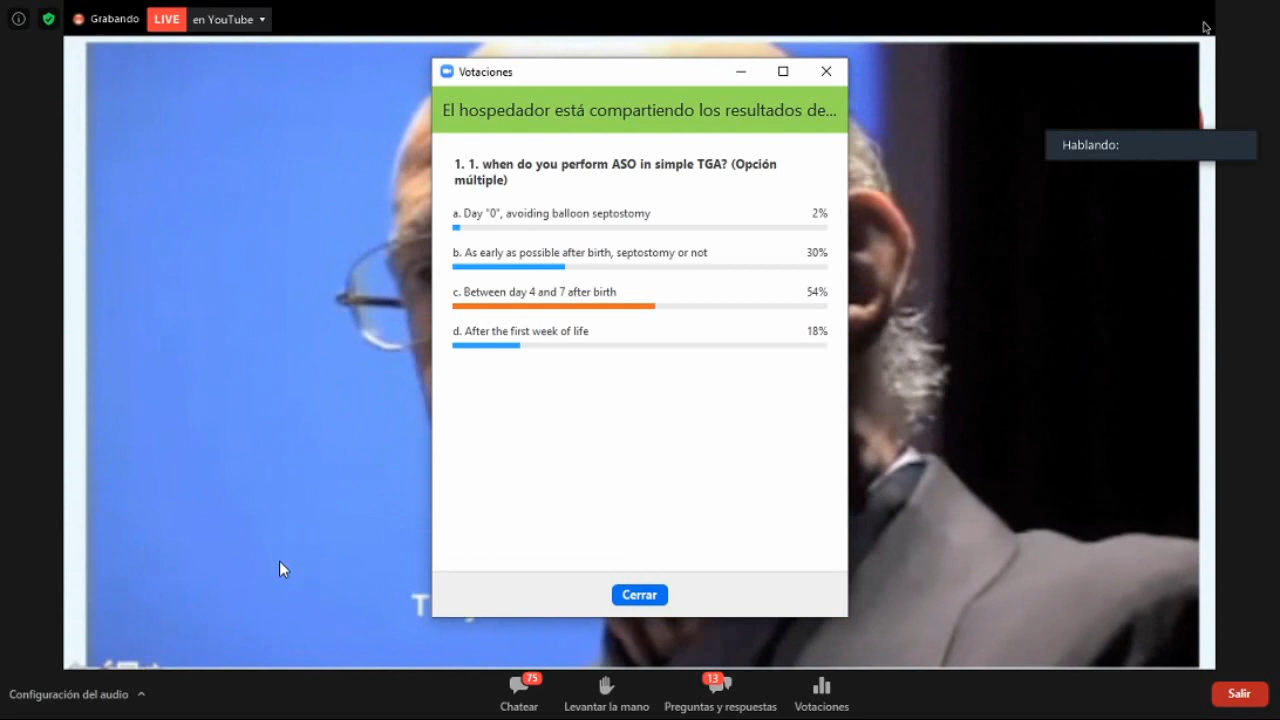 Grabando
LIVE en YouTube
Votaciones
El hospedador está compartiendo los resultados de...
Hablando:
1. 1. when do you perform ASO in simple TGA? (Opción
múltiple)
a. Day "0", avoiding balloon septostomy 2%
b. As early as possible after birth, septostomy or not 30%
c. Between day 4 and 7 after birth 54%
d. After the first week of life 18%
Cerrar
Configuración del audio
75
Chatear
Levantar la mano
13
Preguntas y respuestas
Votaciones
Salir